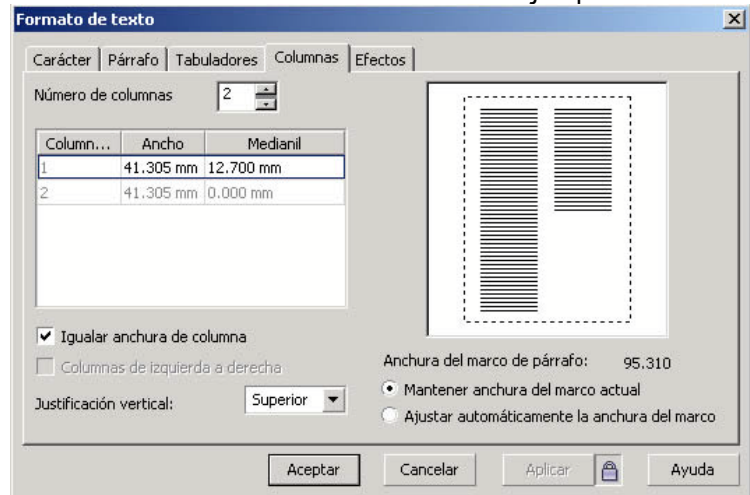 Formato de texto
Carácter Párrafo Tabuladores Columnas Efectos
Número de columnas 2
Column... Ancho Medianil
1 41.305 mm 12.700 mm
2 41.305 mm 0.000 mm
Igualar anchura de columna
Columnas de izquierda a derecha
Justificación vertical: Superior
Anchura del marco de párrafo: 95.310
Mantener anchura del marco actual
Ajustar automáticamente la anchura del marco
Aceptar Cancelar Aplicar Ayuda